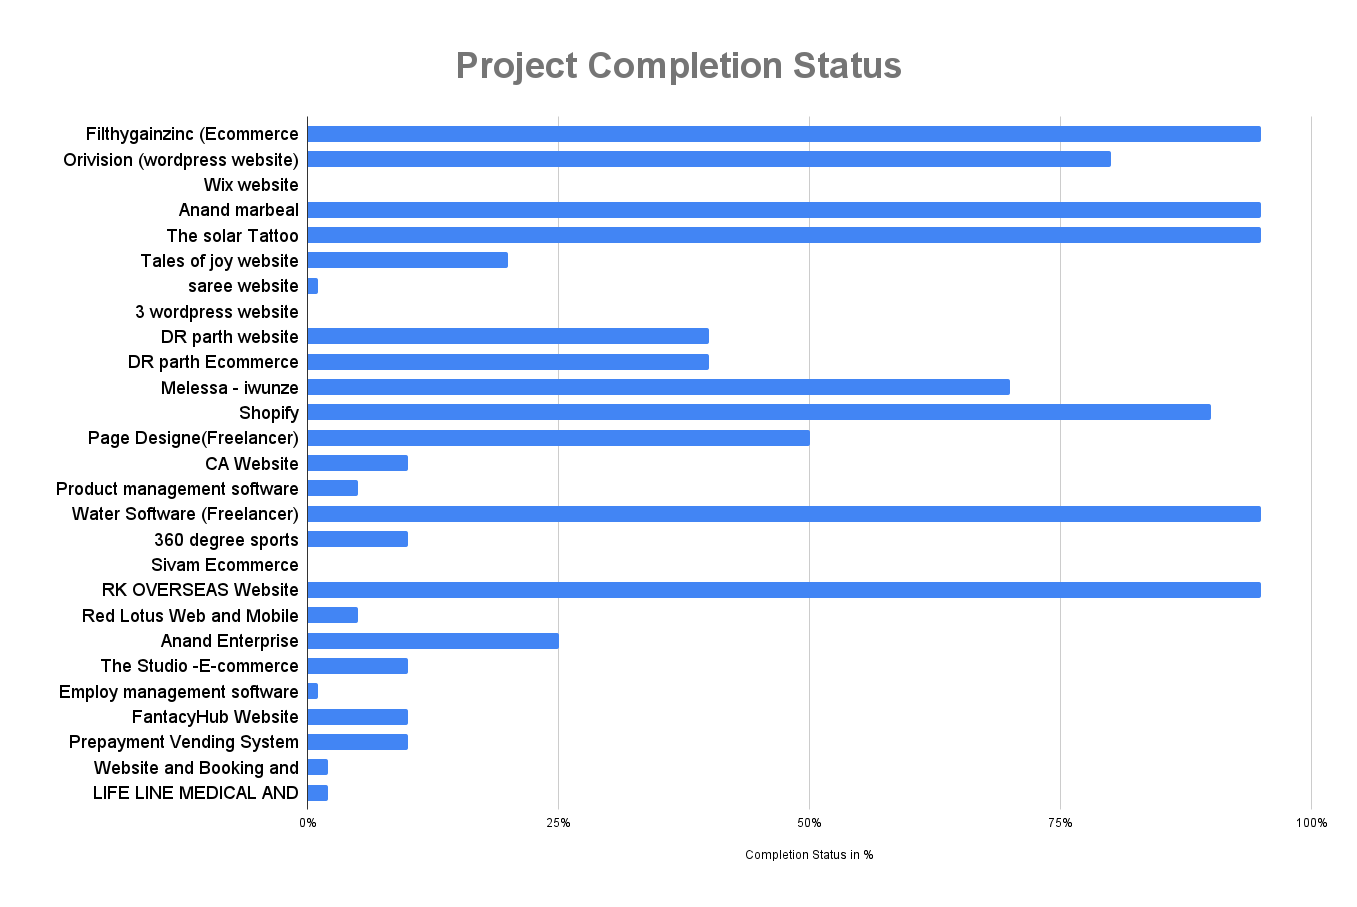 Project Completion Status
Filthygainzinc (Ecommerce
Orivision (wordpress website)
Wix website
Anand marbeal
The solar Tattoo
Tales of joy website
saree website
3 wordpress website
DR parth website
DR parth Ecommerce
Melessa - iwunze
Shopify
Page Designe(Freelancer)
CA Website
Product management software
Water Software (Freelancer)
360 degree sports
Sivam Ecommerce
RK OVERSEAS Website
Red Lotus Web and Mobile
Anand Enterprise
The Studio -E-commerce
Employ management software
FantacyHub Website
Prepayment Vending System
Website and Booking and
LIFE LINE MEDICAL AND
0% 25% 50% 75% 100%
Completion Status in %